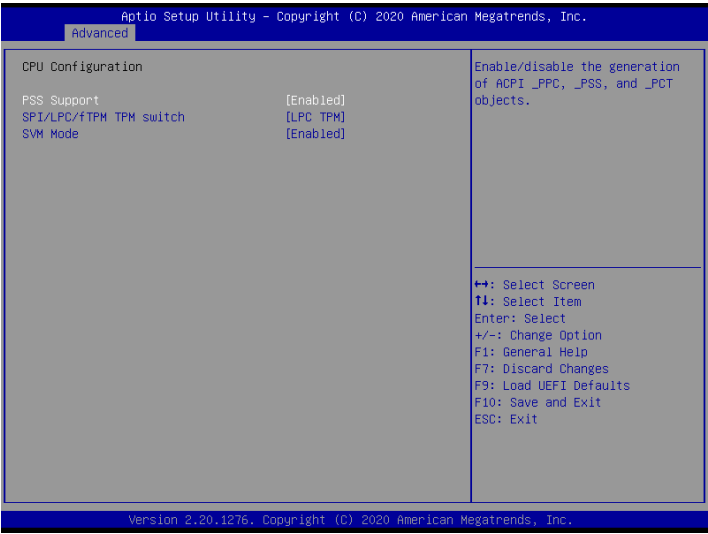 Aptio Setup Utility – Copyright (C) 2020 American Megatrends, Inc.
Advanced
CPU Configuration
PSS Support [Enabled]
SPI/LPC/fTPM TPM switch [LPC TPM]
SVM Mode [Enabled]
Enable/disable the generation
of ACPI _PPC, _PSS, and _PCT
objects.
↔: Select Screen
↑↓: Select Item
Enter: Select
+/-: Change Option
F1: General Help
F7: Discard Changes
F9: Load UEFI Defaults
F10: Save and Exit
ESC: Exit
Version 2.20.1276. Copyright (C) 2020 American Megatrends, Inc.